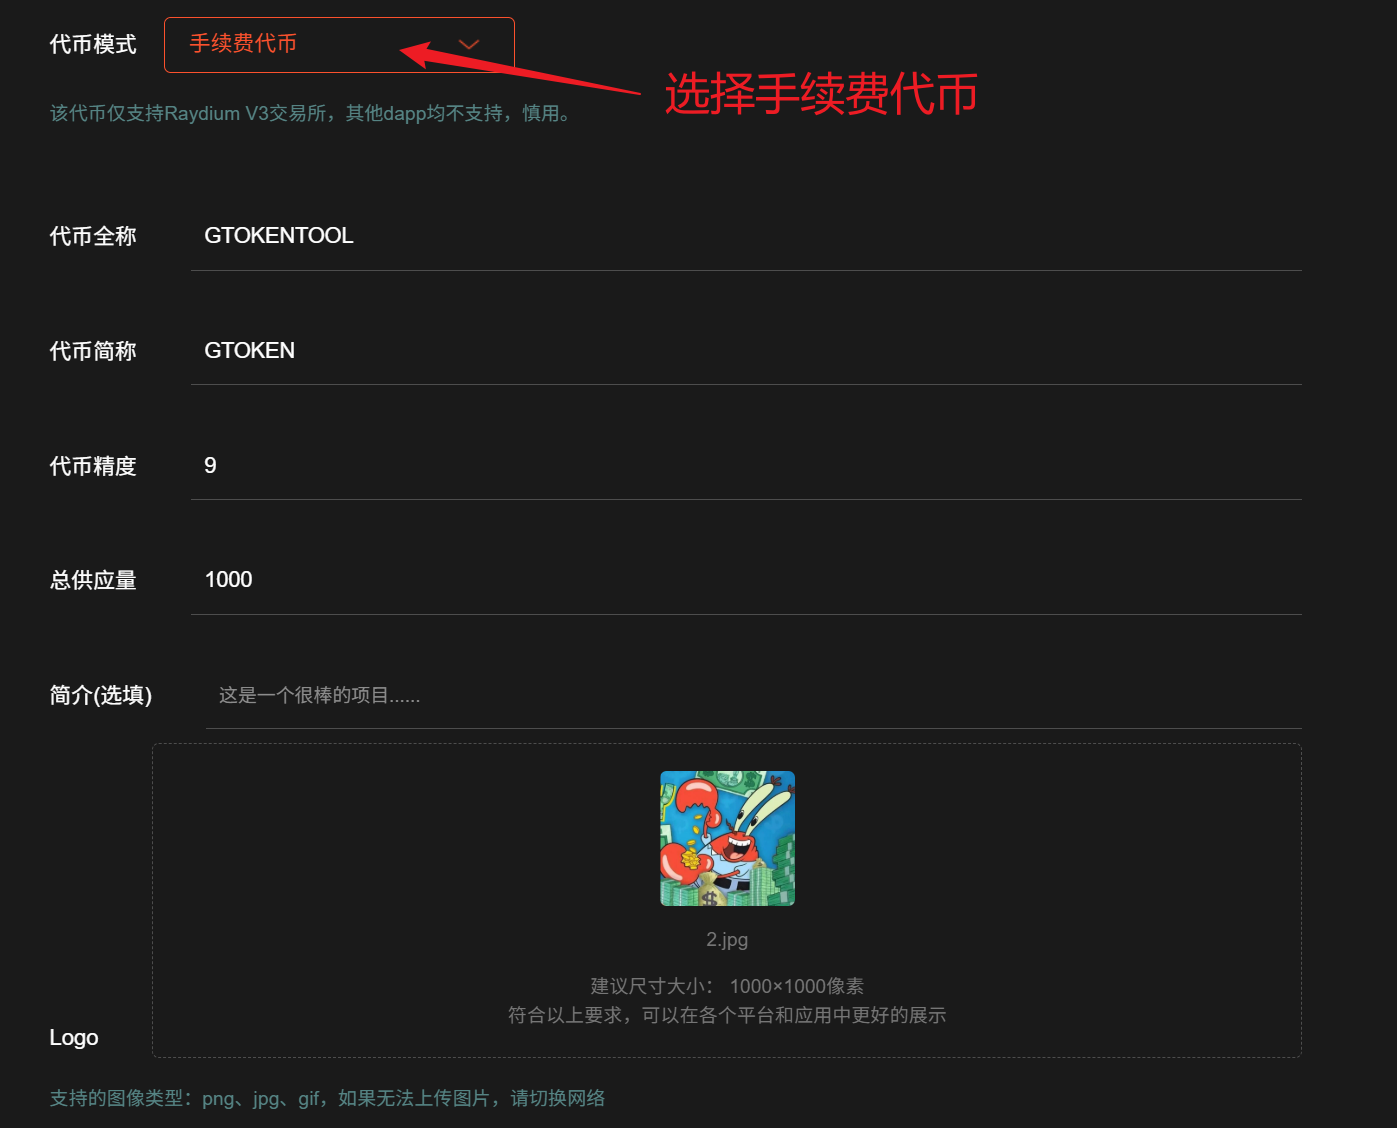 代币模式
手续费代币
选择手续费代币
该代币仅支持Raydium V3交易所，其他dapp均不支持，慎用。
代币全称
GTOKENTOOL
代币简称
GTOKEN
代币精度
9
总供应量
1000
简介(选填)
这是一个很棒的项目......
2.jpg
建议尺寸大小： 1000×1000像素
符合以上要求，可以在各个平台和应用中更好的展示
Logo
支持的图像类型：png、jpg、gif，如果无法上传图片，请切换网络